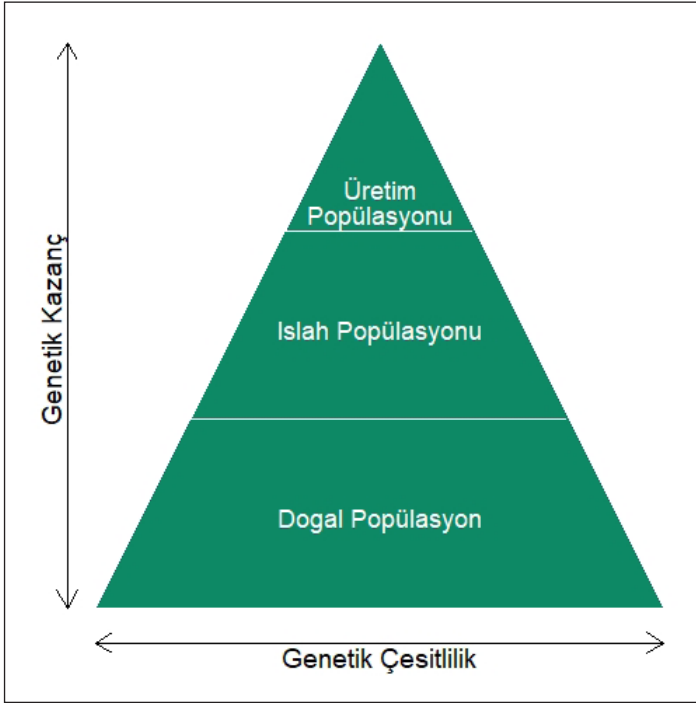 Üretim
Popülasyonu
Islah Popülasyonu
Dogal Popülasyon
Genetik Kazanç
Genetik Çesitlilik